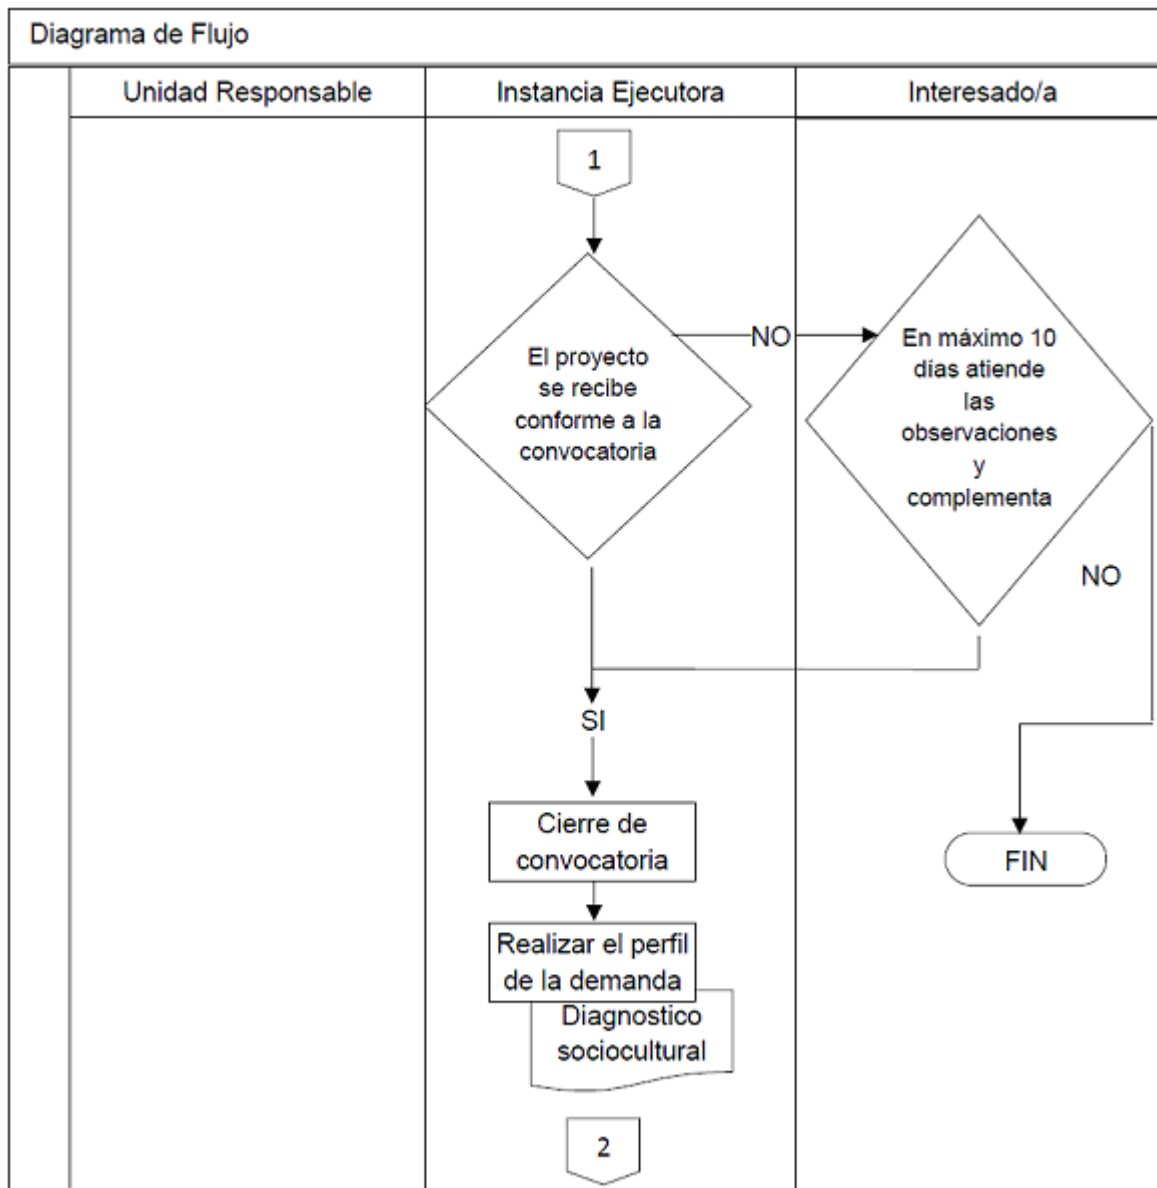 Diagrama de Flujo
Unidad Responsable
Instancia Ejecutora
Interesado/a
1
El proyecto
se recibe
conforme a la
convocatoria
NO
En máximo 10
días atiende
las
observaciones
y
complementa
NO
SI
Cierre de
convocatoria
FIN
Realizar el perfil
de la demanda
Diagnostico
sociocultural
2